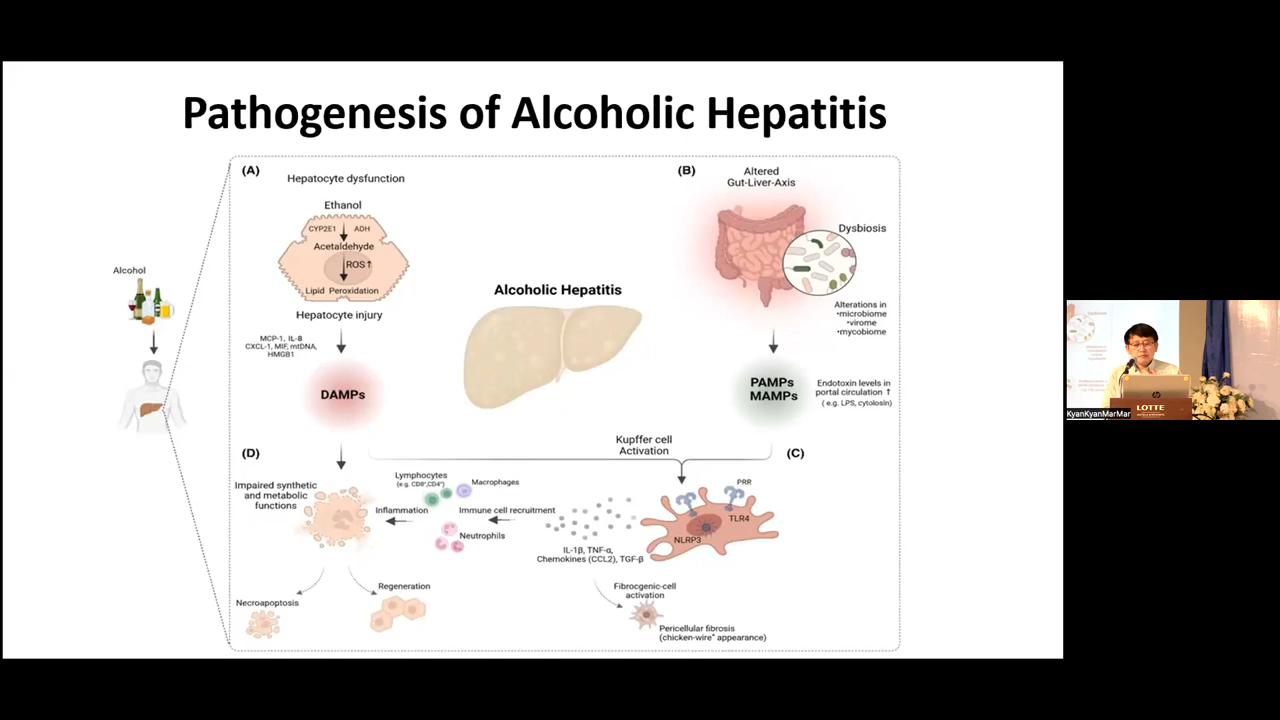 Pathogenesis of Alcoholic Hepatitis
Alcohol
(A)
Hepatocyte dysfunction
Ethanol
CYP2E1 ADH
Acetaldehyde
ROS↑
Lipid Peroxidation
Hepatocyte injury
MCP-1, IL-8
CXCL-1, MIF, mtDNA,
HMGB1
DAMPs
Alcoholic Hepatitis
(B)
Altered
Gut-Liver-Axis
Dysbiosis
Alterations in
•microbiome
•virome
•mycobiome
PAMPs
MAMPs
Endotoxin levels in
portal circulation ↑
( e.g. LPS, cytolosin)
Kupffer cell
Activation
(C)
PRR
TLR4
NLRP3
IL-1β, TNF-α,
Chemokines (CCL2), TGF-β
Fibrogenic-cell
activation
Pericellular fibrosis
(chicken-wire" appearance)
Immune cell recruitment
Lymphocytes
(e.g. CD8⁺,CD4⁺)
Macrophages
Neutrophils
Inflammation
(D)
Impaired synthetic
and metabolic
functions
Necroapoptosis
Regeneration
hp
LOTTE
KyanKyanMarMar